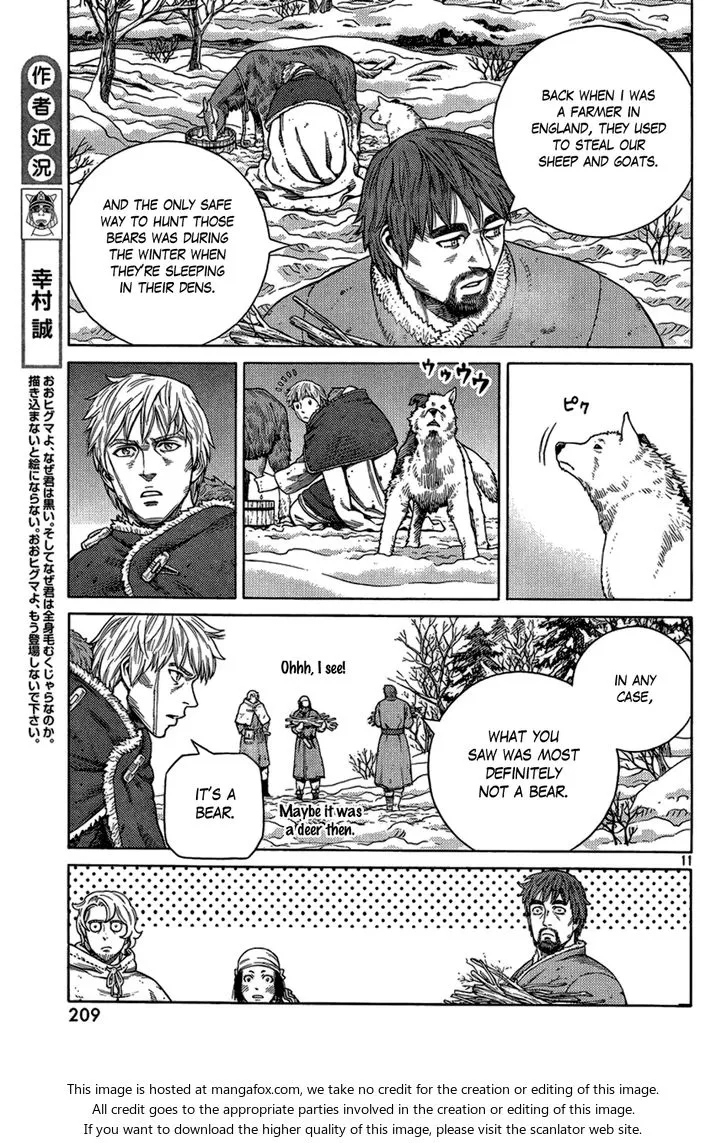 BACK WHEN I WAS
A FARMER IN
ENGLAND, THEY USED
TO STEAL OUR
SHEEP AND GOATS.
AND THE ONLY SAFE
WAY TO HUNT THOSE
BEARS WAS DURING
THE WINTER WHEN
THEY'RE SLEEPING
IN THEIR DENS.
作者近況
幸村誠
おおヒグマよ、なぜ君は黒い。そしてなぜ君は全身毛むくじゃらなのか。
描き込まないと絵にならない。おおヒグマよ、もう登場しないで下さい。
ピク
ウゥウウ
IN ANY
CASE,
WHAT YOU
SAW WAS MOST
DEFINITELY
NOT A BEAR.
Ohhh, I see!
Maybe it was
a deer then.
IT'S A
BEAR.
11
209
This image is hosted at mangafox.com, we take no credit for the creation or editing of this image.
All credit goes to the appropriate parties involved in the creation or editing of this image.
If you want to download the higher quality of this image, please visit the scanlator web site.